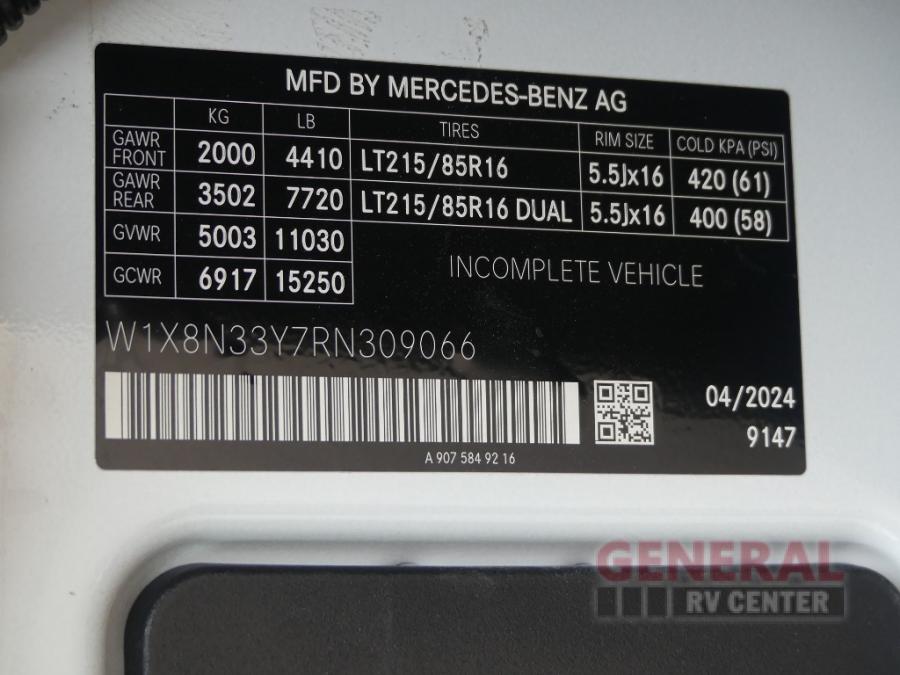 MFD BY MERCEDES-BENZ AG
KG LB TIRES RIM SIZE COLD KPA (PSI)
GAWR FRONT 2000 4410 LT215/85R16 5.5Jx16 420 (61)
GAWR REAR 3502 7720 LT215/85R16 DUAL 5.5Jx16 400 (58)
GVWR 5003 11030
GCWR 6917 15250
INCOMPLETE VEHICLE
W1X8N33Y7RN309066
04/2024
9147
A 907 584 92 16
GENERAL
RV CENTER